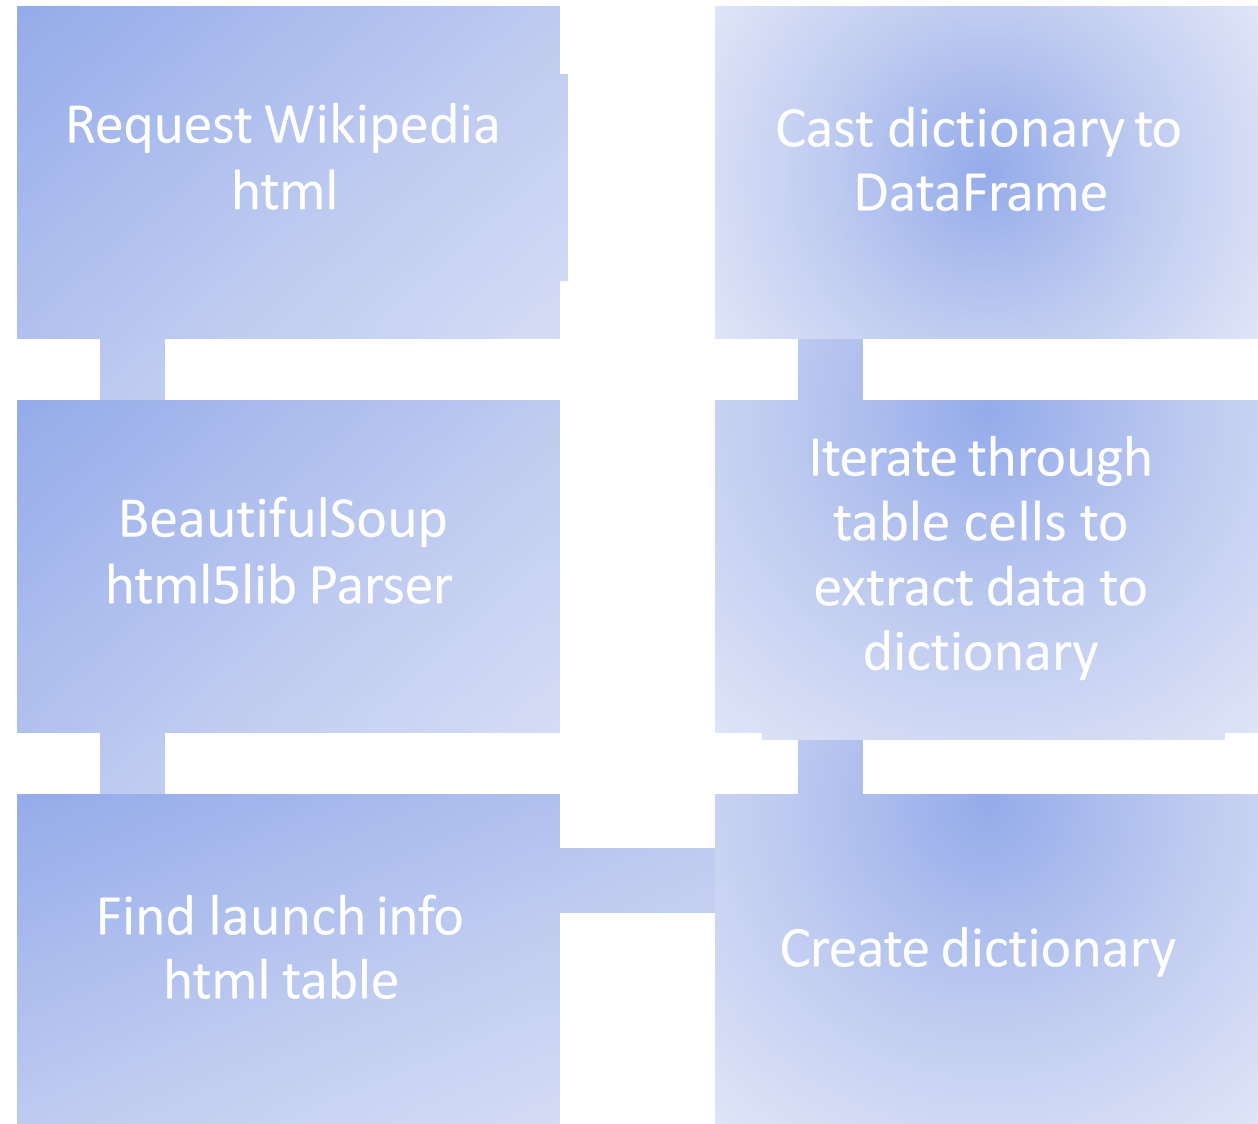 Request Wikipedia
html
BeautifulSoup
html5lib Parser
Find launch info
html table
Create dictionary
Iterate through
table cells to
extract data to
dictionary
Cast dictionary to
DataFrame